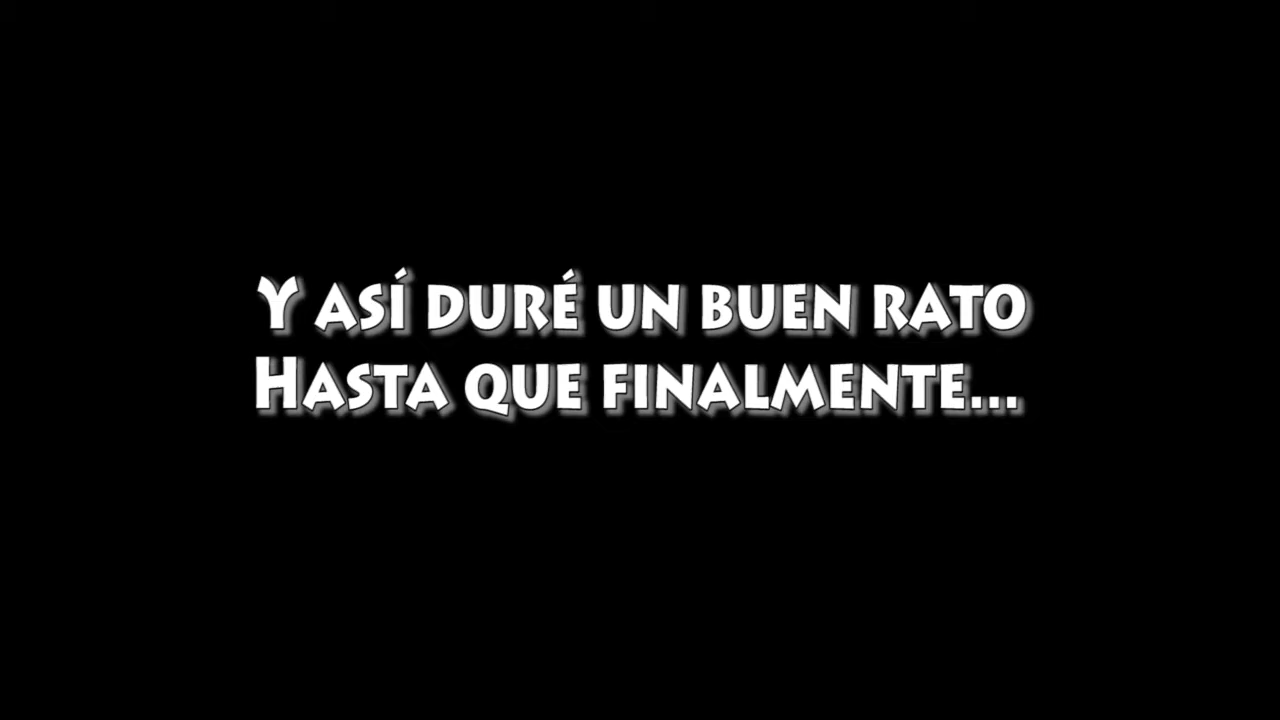 Y así duré un buen rato
Hasta que finalmente...